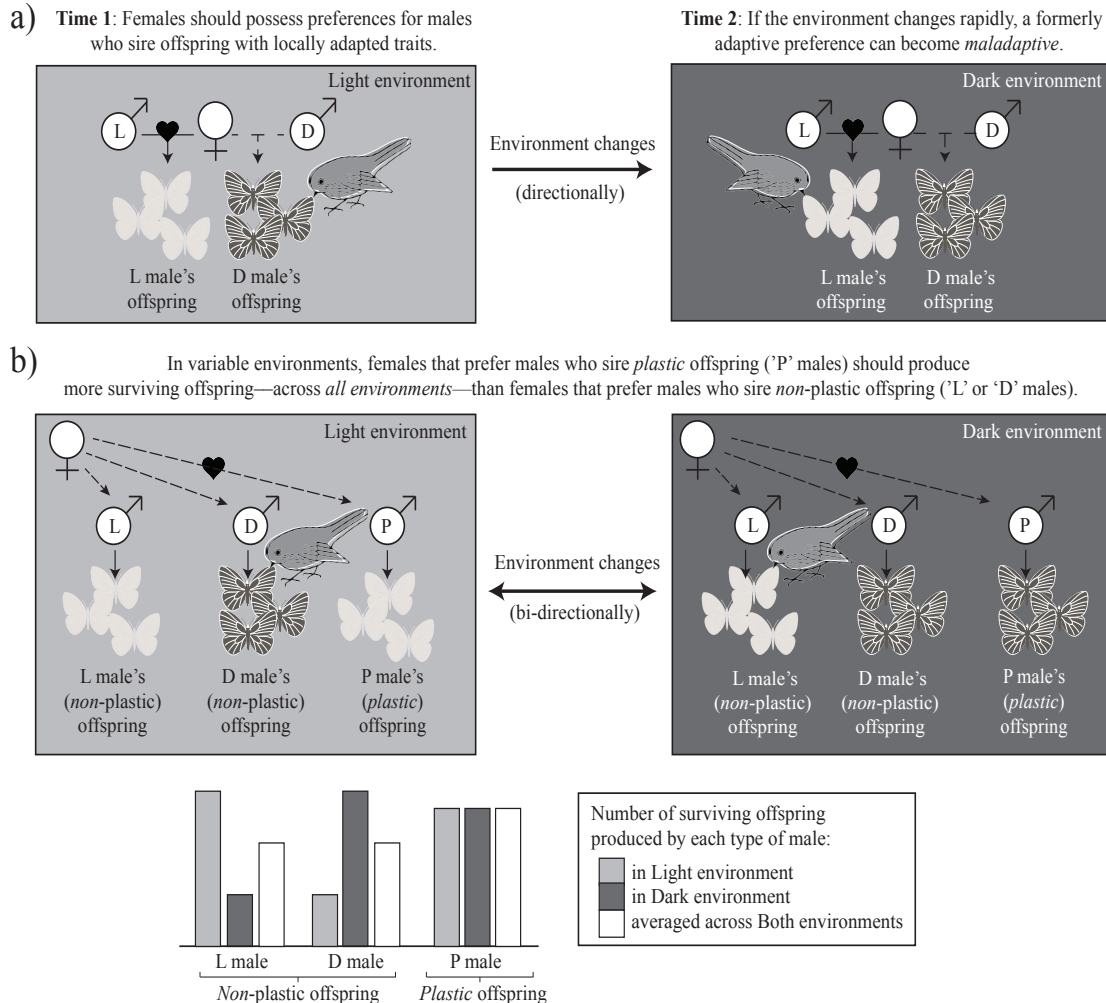 a)
Time 1: Females should possess preferences for males
who sire offspring with locally adapted traits.
Time 2: If the environment changes rapidly, a formerly
adaptive preference can become maladaptive.
Light environment
L
D
L male's
offspring
D male's
offspring
Environment changes
(directionally)
Dark environment
L
D
L male's
offspring
D male's
offspring
b)
In variable environments, females that prefer males who sire plastic offspring ('P' males) should produce
more surviving offspring—across all environments—than females that prefer males who sire non-plastic offspring ('L' or 'D' males).
Light environment
L
D
P
L male's
(non-plastic)
offspring
D male's
(non-plastic)
offspring
P male's
(plastic)
offspring
Environment changes
(bi-directionally)
Dark environment
L
D
P
L male's
(non-plastic)
offspring
D male's
(non-plastic)
offspring
P male's
(plastic)
offspring
L male
D male
P male
Non-plastic offspring
Plastic offspring
Number of surviving offspring
produced by each type of male:
in Light environment
in Dark environment
averaged across Both environments